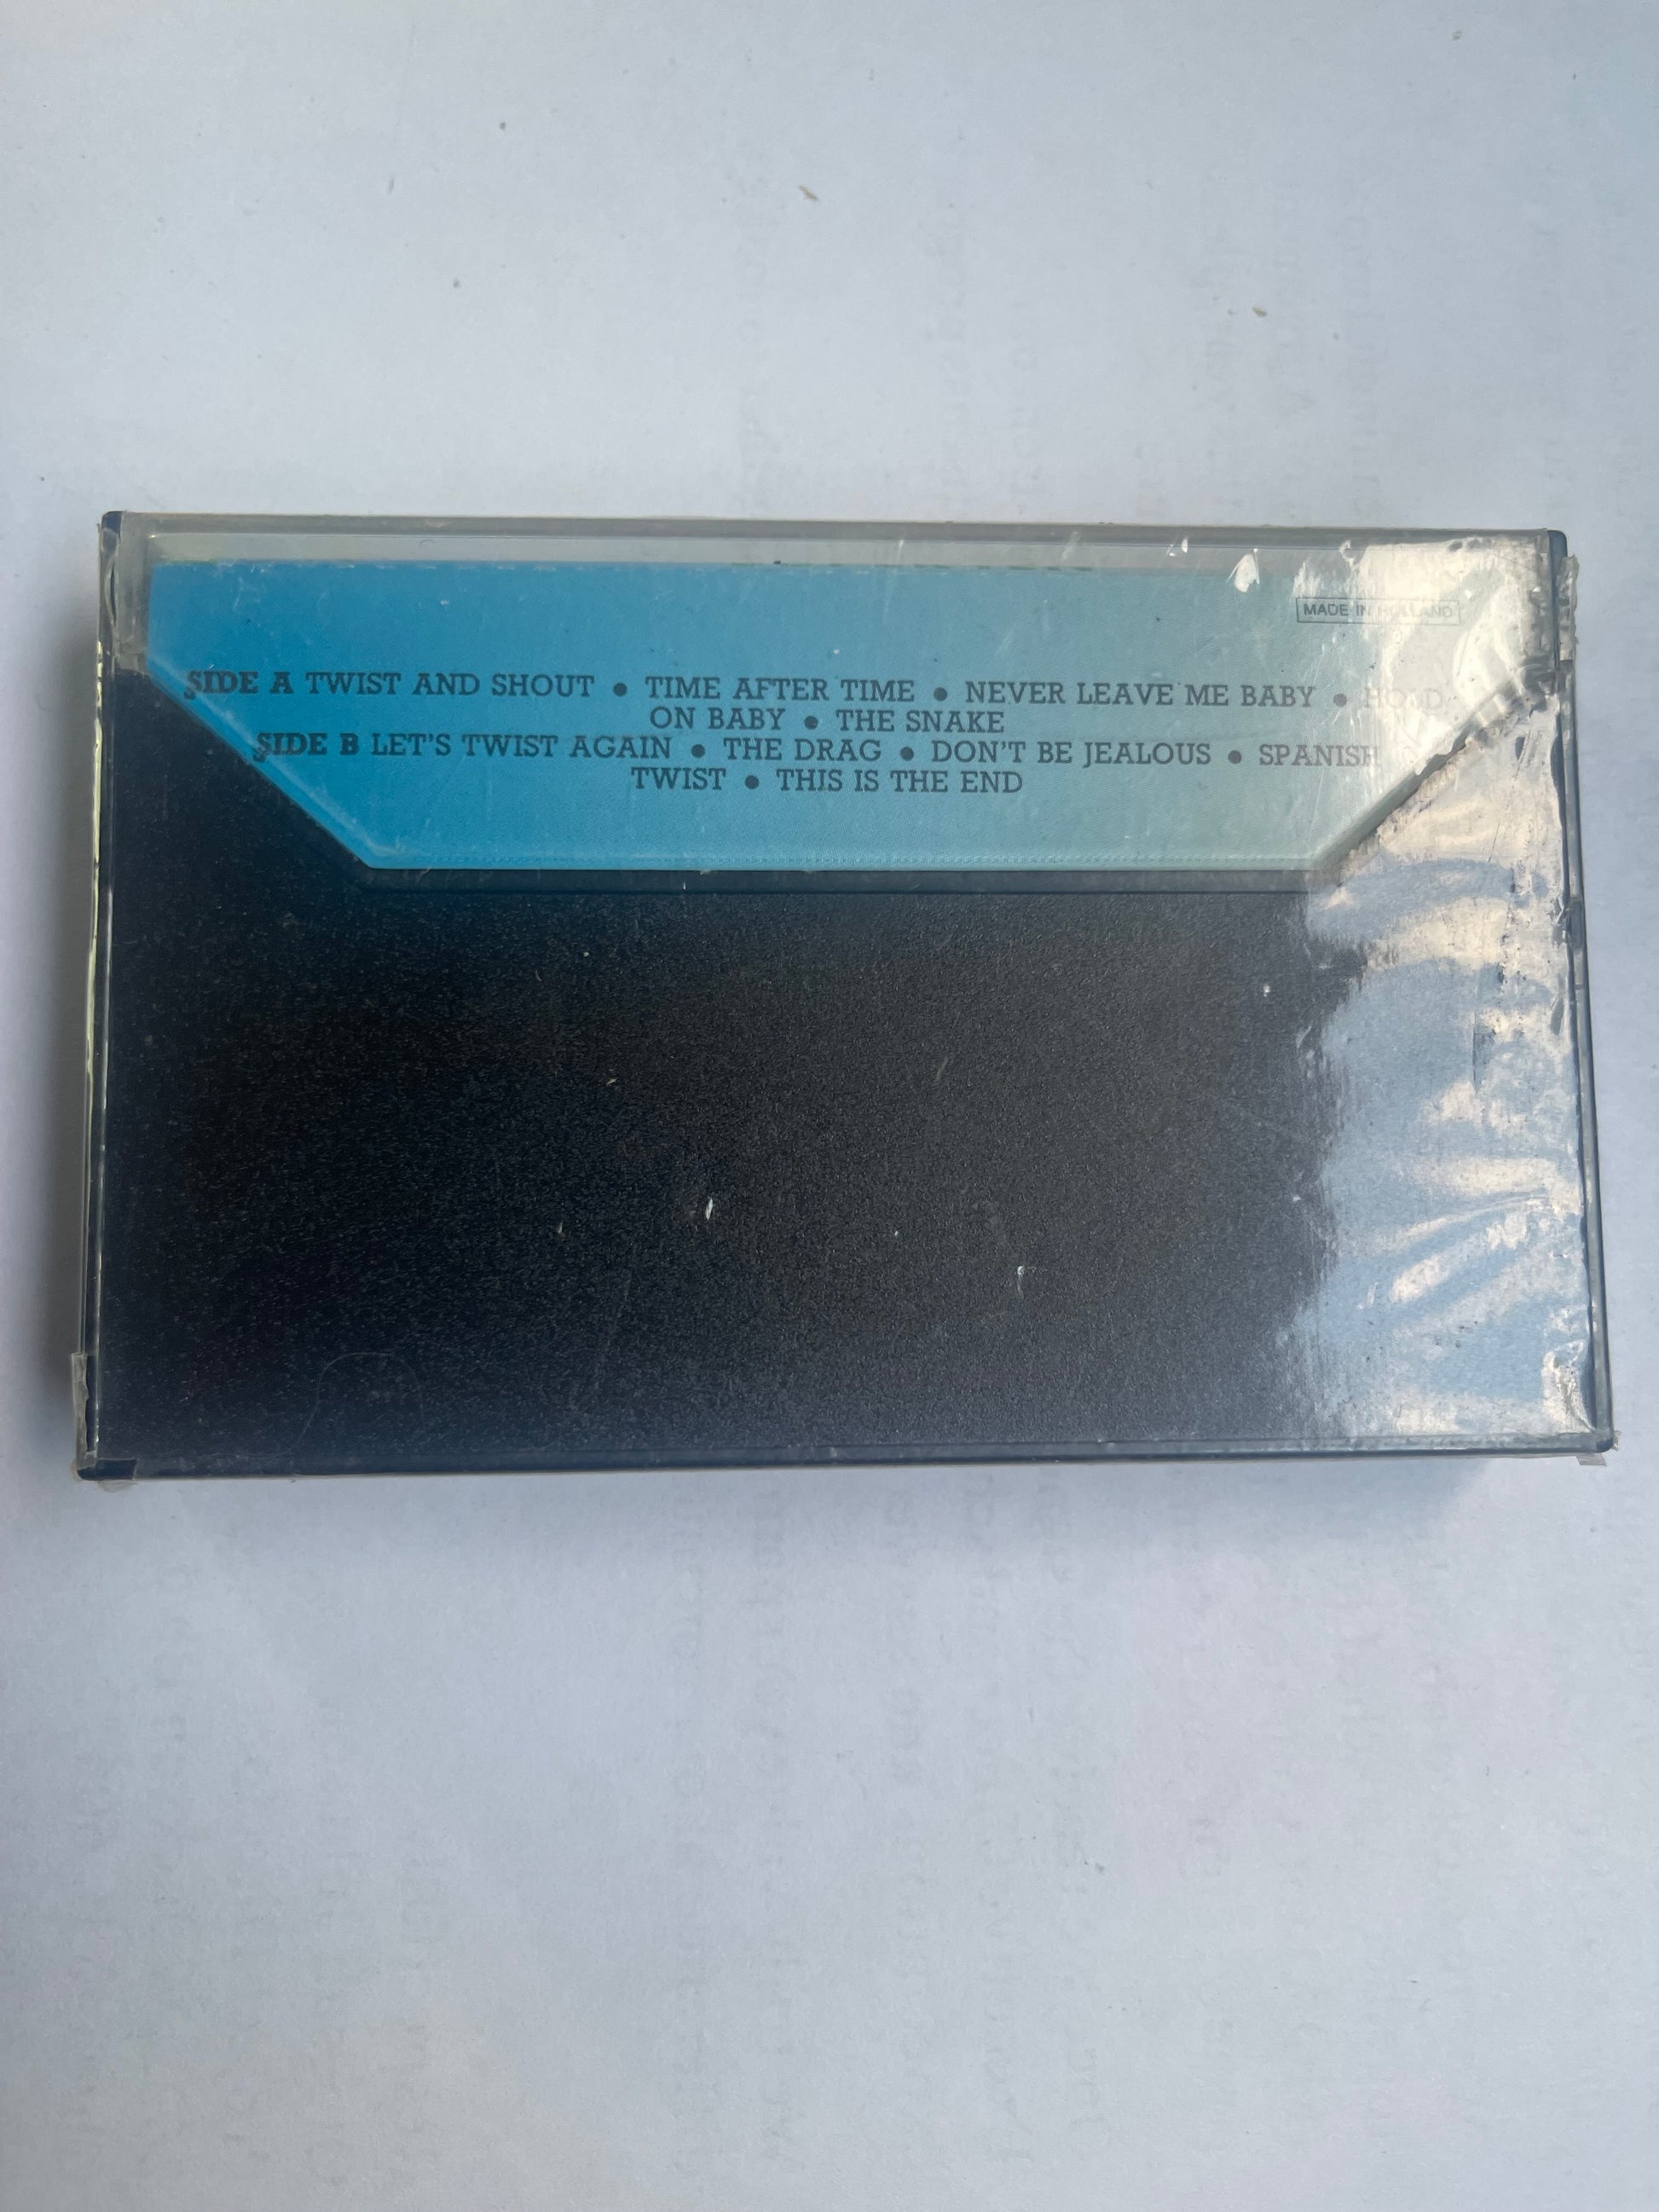 MADE IN HOLLAND
SIDE A TWIST AND SHOUT ● TIME AFTER TIME ● NEVER LEAVE ME BABY ● HOLD
ON BABY ● THE SNAKE
SIDE B LET'S TWIST AGAIN ● THE DRAG ● DON'T BE JEALOUS ● SPANISH
TWIST ● THIS IS THE END